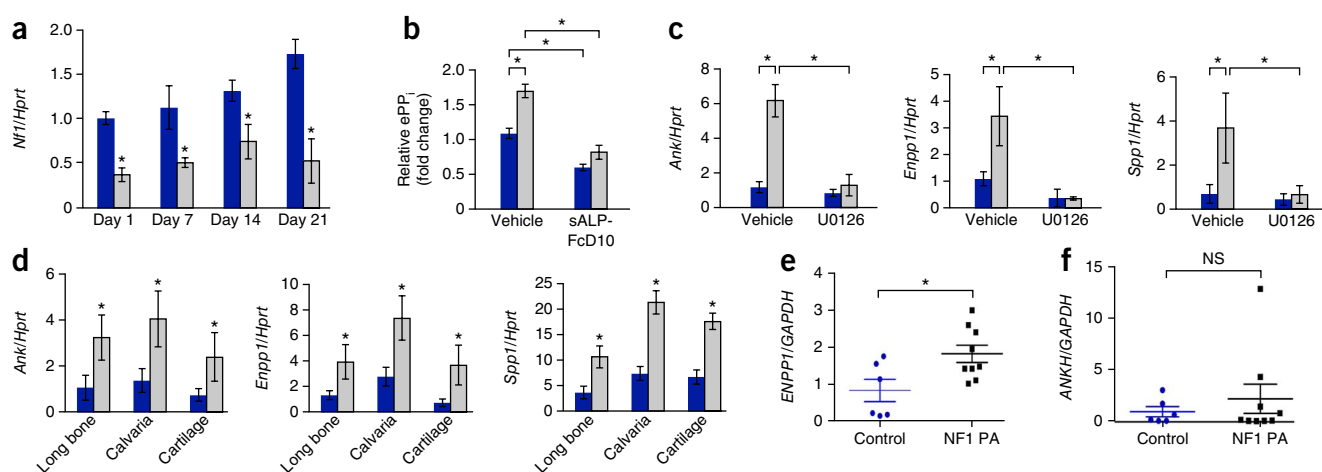 a
Nf1/Hprt
2.0
1.5
1.0
0.5
0
*
*
*
*
Day 1
Day 7
Day 14
Day 21
b
Relative ePPi
(fold change)
2.0
1.5
1.0
0.5
0
*
*
*
Vehicle
sALP-
FcD10
c
Ank/Hprt
8
6
4
2
0
*
*
Vehicle
U0126
Enpp1/Hprt
5
4
3
2
1
0
*
*
Vehicle
U0126
Spp1/Hprt
6
4
2
0
*
*
Vehicle
U0126
d
Ank/Hprt
6
4
2
0
*
*
*
Long bone
Calvaria
Cartilage
Enpp1/Hprt
10
8
6
4
2
0
*
*
*
Long bone
Calvaria
Cartilage
Spp1/Hprt
25
20
15
10
5
0
*
*
*
Long bone
Calvaria
Cartilage
e
ENPP1/GAPDH
4
3
2
1
0
*
Control
NF1 PA
f
ANKH/GAPDH
15
10
5
0
NS
Control
NF1 PA